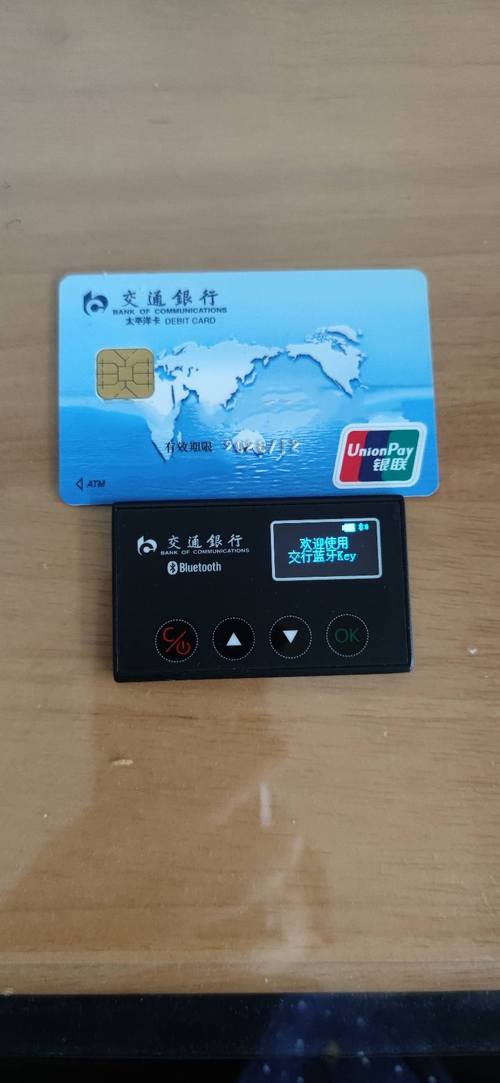 交通銀行
BANK OF COMMUNICATIONS
太平洋卡 DEBIT CARD
有效期限
UnionPay
银联
ATM
交通銀行
BANK OF COMMUNICATIONS
Bluetooth
欢迎使用
交行蓝牙Key
C/
OK